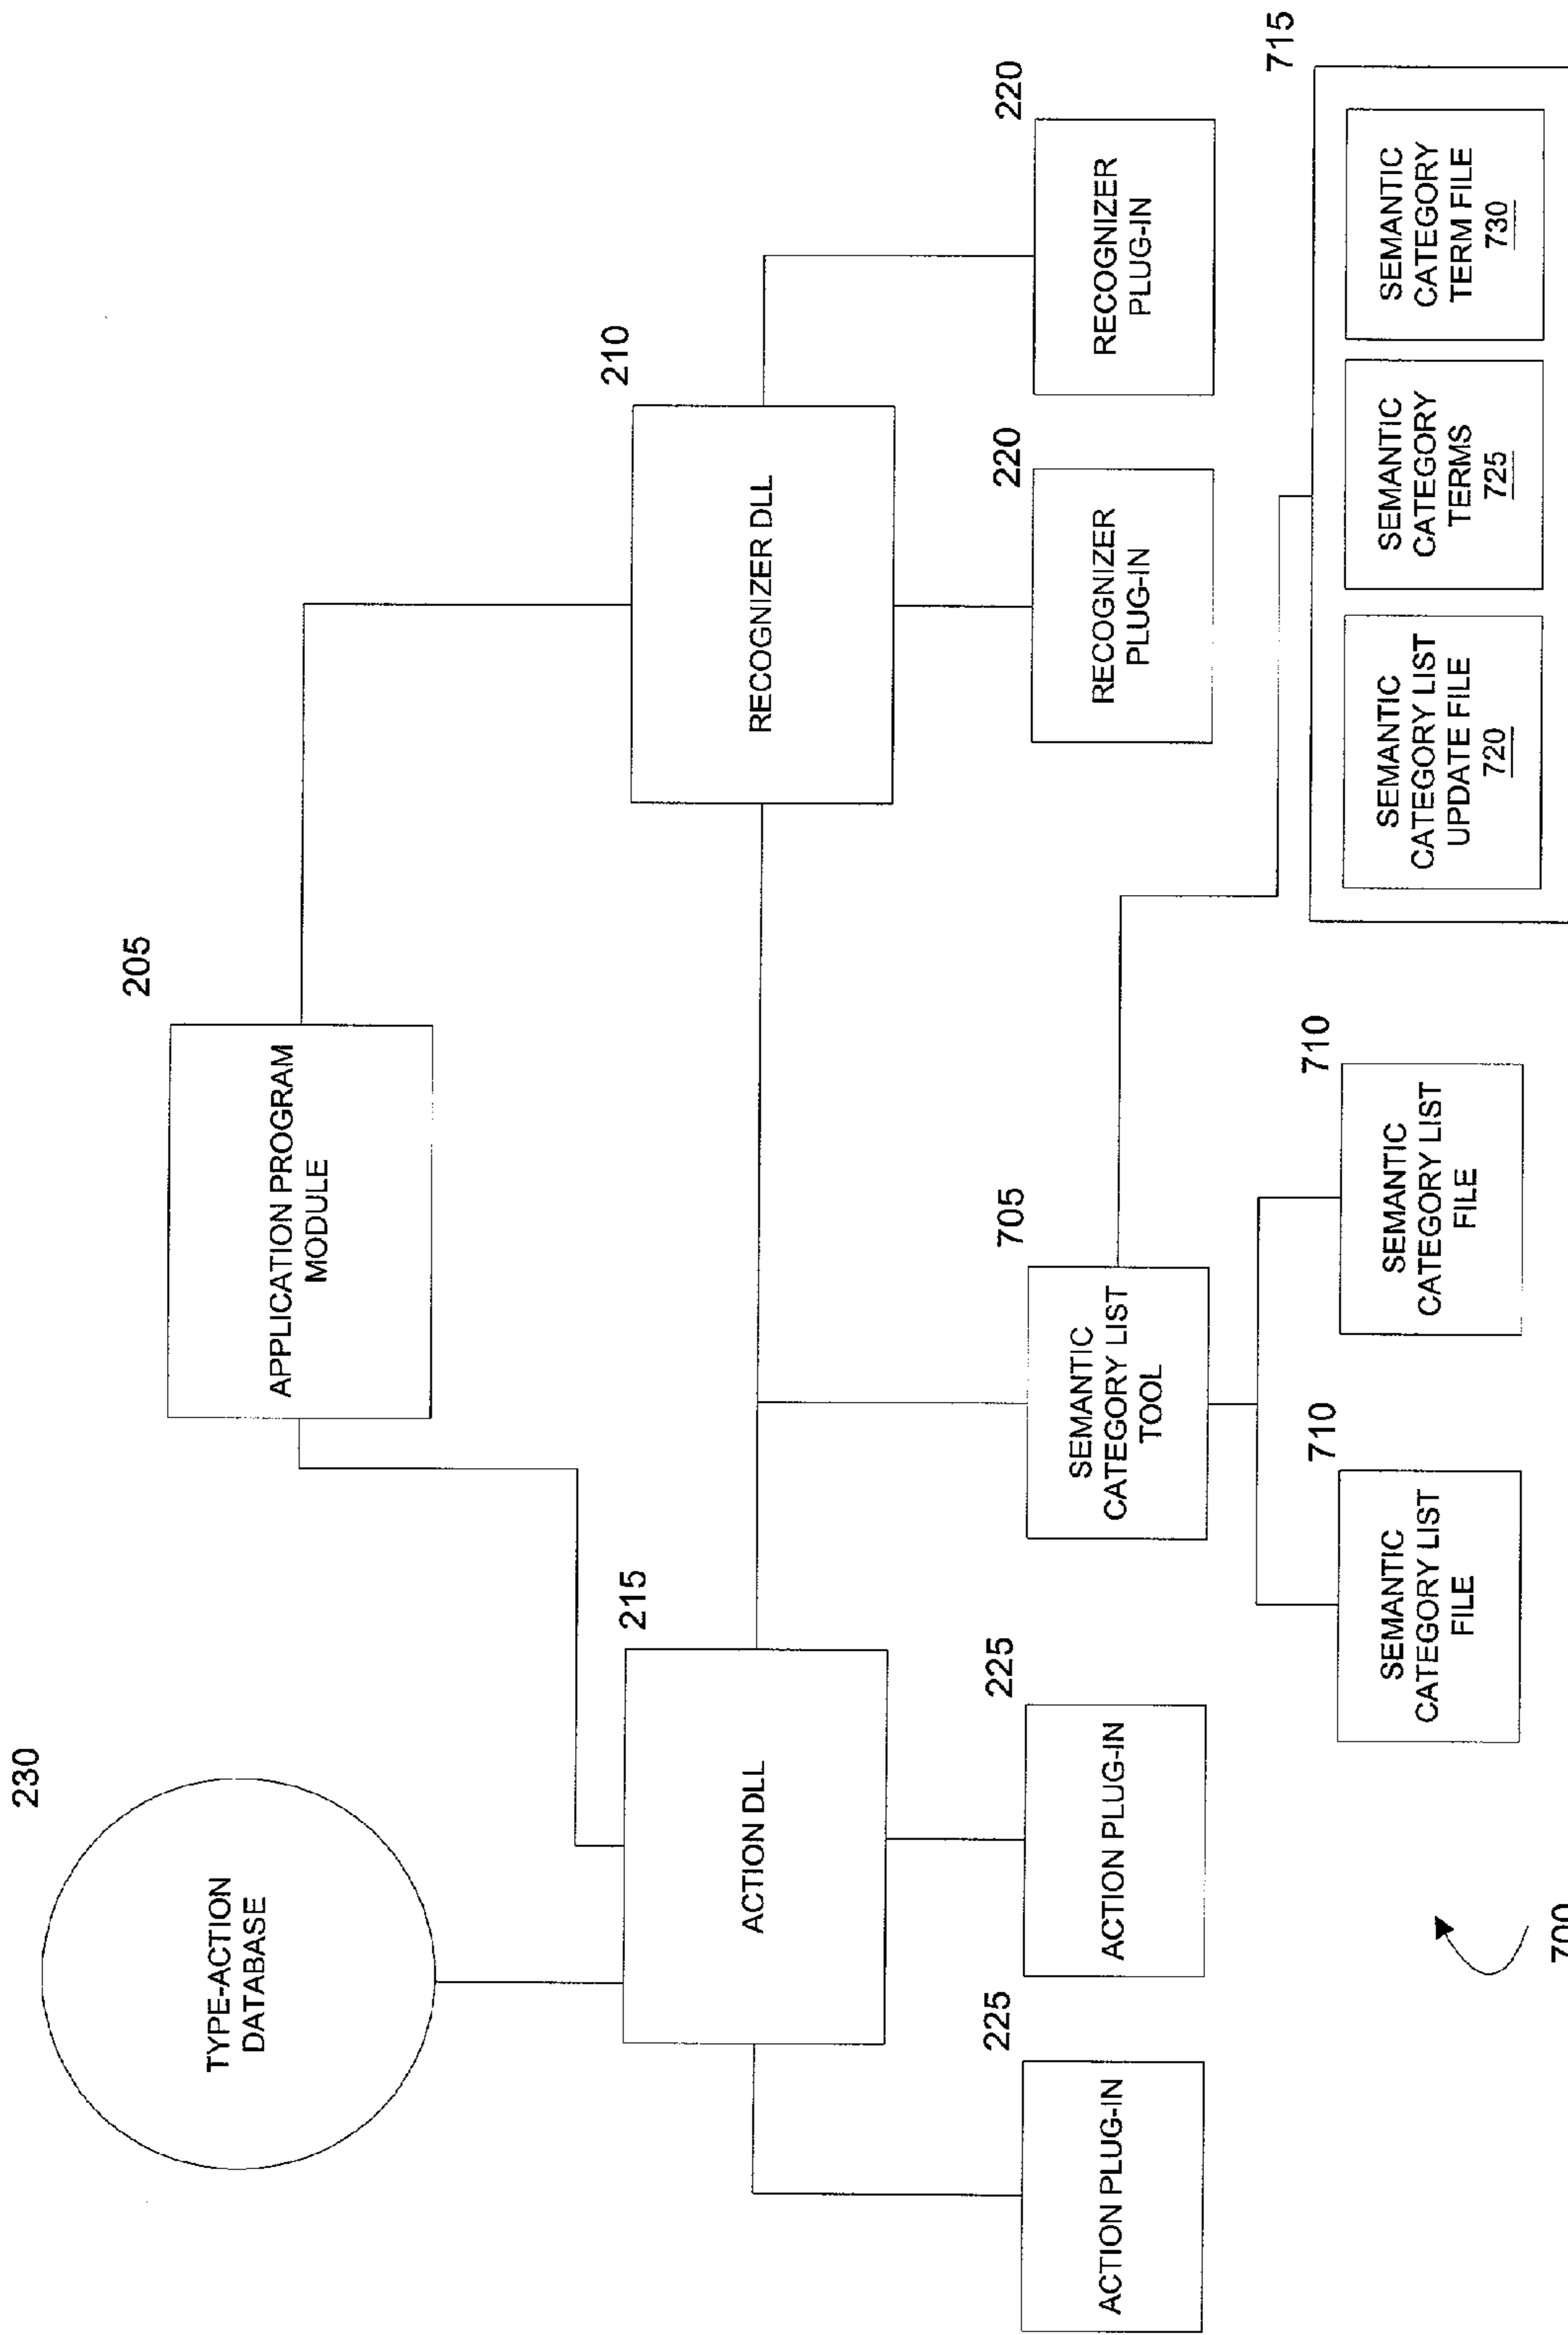 230
TYPE-ACTION
DATABASE
205
APPLICATION PROGRAM
MODULE
215
ACTION DLL
210
RECOGNIZER DLL
225
ACTION PLUG-IN
225
ACTION PLUG-IN
705
SEMANTIC
CATEGORY LIST
TOOL
220
RECOGNIZER
PLUG-IN
220
RECOGNIZER
PLUG-IN
710
SEMANTIC
CATEGORY LIST
FILE
710
SEMANTIC
CATEGORY LIST
FILE
715
SEMANTIC
CATEGORY LIST
UPDATE FILE
720
SEMANTIC
CATEGORY
TERMS
725
SEMANTIC
CATEGORY
TERM FILE
730
700